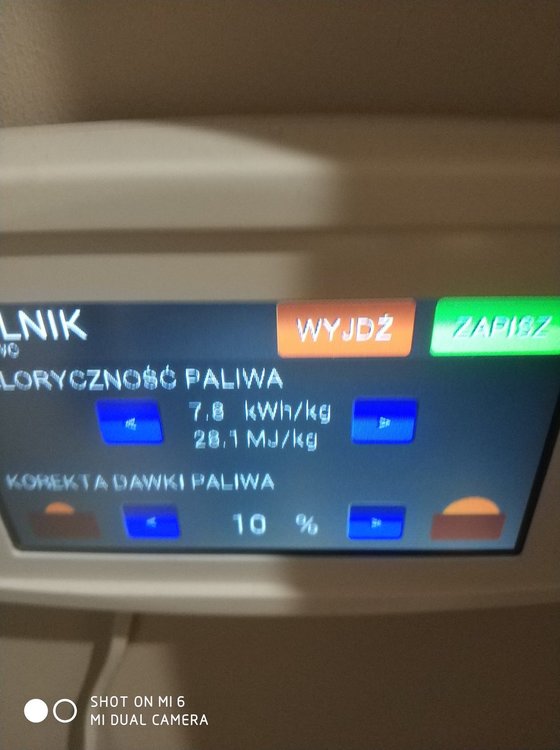 LNIK
WYJDŹ
ZAPISZ
LORYCZNOŚĆ PALIWA
7.8 kWh/kg
28.1 MJ/kg
KOREKTA DAWKI PALIWA
10 %
SHOT ON MI 6
MI DUAL CAMERA